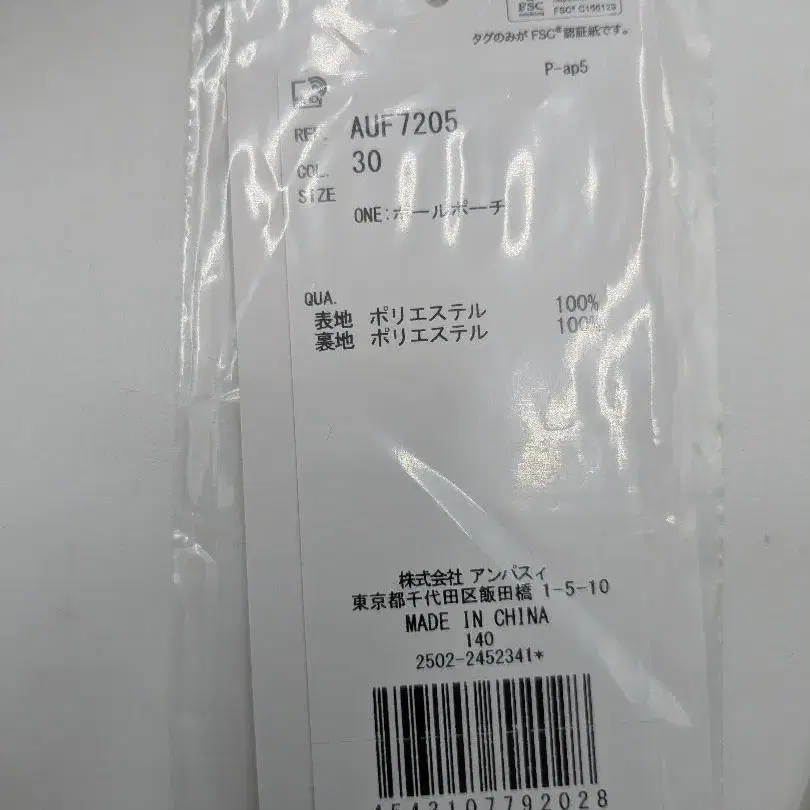 FSC
FSC® C156129
タグのみがFSC®認証紙です。
P-ap5
REF. AUF7205
COL. 30
SIZE
ONE:ボールポーチ
QUA.
表地 ポリエステル 100%
裏地 ポリエステル 100%
株式会社 アンパスィ
東京都千代田区飯田橋 1-5-10
MADE IN CHINA
140
2502-2452341*